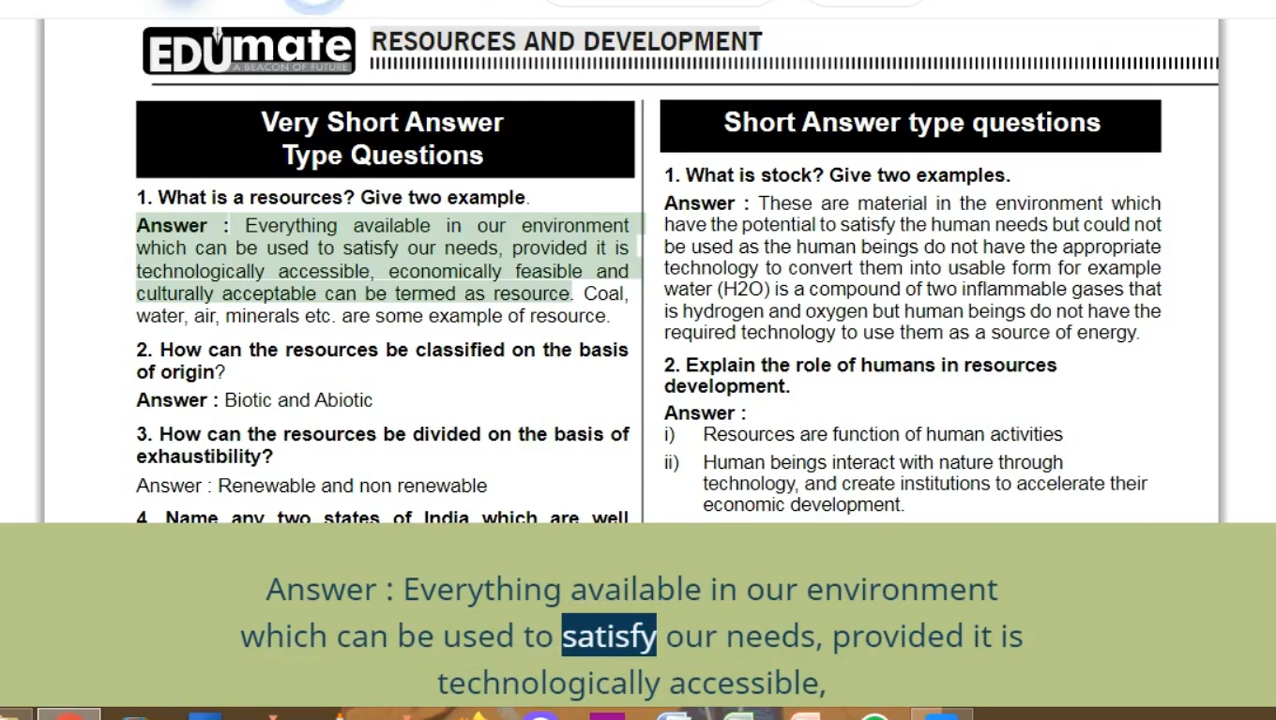 EDUmate
A BEACON OF FUTURE
RESOURCES AND DEVELOPMENT
Very Short Answer
Type Questions
1. What is a resources? Give two example.
Answer : Everything available in our environment
which can be used to satisfy our needs, provided it is
technologically accessible, economically feasible and
culturally acceptable can be termed as resource. Coal,
water, air, minerals etc. are some example of resource.
2. How can the resources be classified on the basis
of origin?
Answer : Biotic and Abiotic
3. How can the resources be divided on the basis of
exhaustibility?
Answer : Renewable and non renewable
4. Name any two states of India which are well
Short Answer type questions
1. What is stock? Give two examples.
Answer : These are material in the environment which
have the potential to satisfy the human needs but could not
be used as the human beings do not have the appropriate
technology to convert them into usable form for example
water (H2O) is a compound of two inflammable gases that
is hydrogen and oxygen but human beings do not have the
required technology to use them as a source of energy.
2. Explain the role of humans in resources
development.
Answer :
i) Resources are function of human activities
ii) Human beings interact with nature through
technology, and create institutions to accelerate their
economic development.
Answer : Everything available in our environment
which can be used to satisfy our needs, provided it is
technologically accessible,